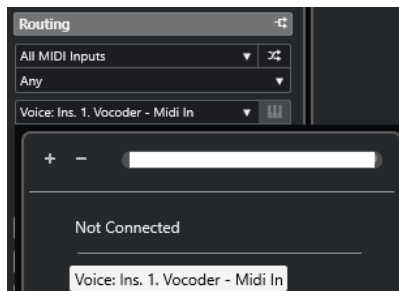 Routing
All MIDI Inputs
Any
Voice: Ins. 1. Vocoder - Midi In
+ −
Not Connected
Voice: Ins. 1. Vocoder - Midi In